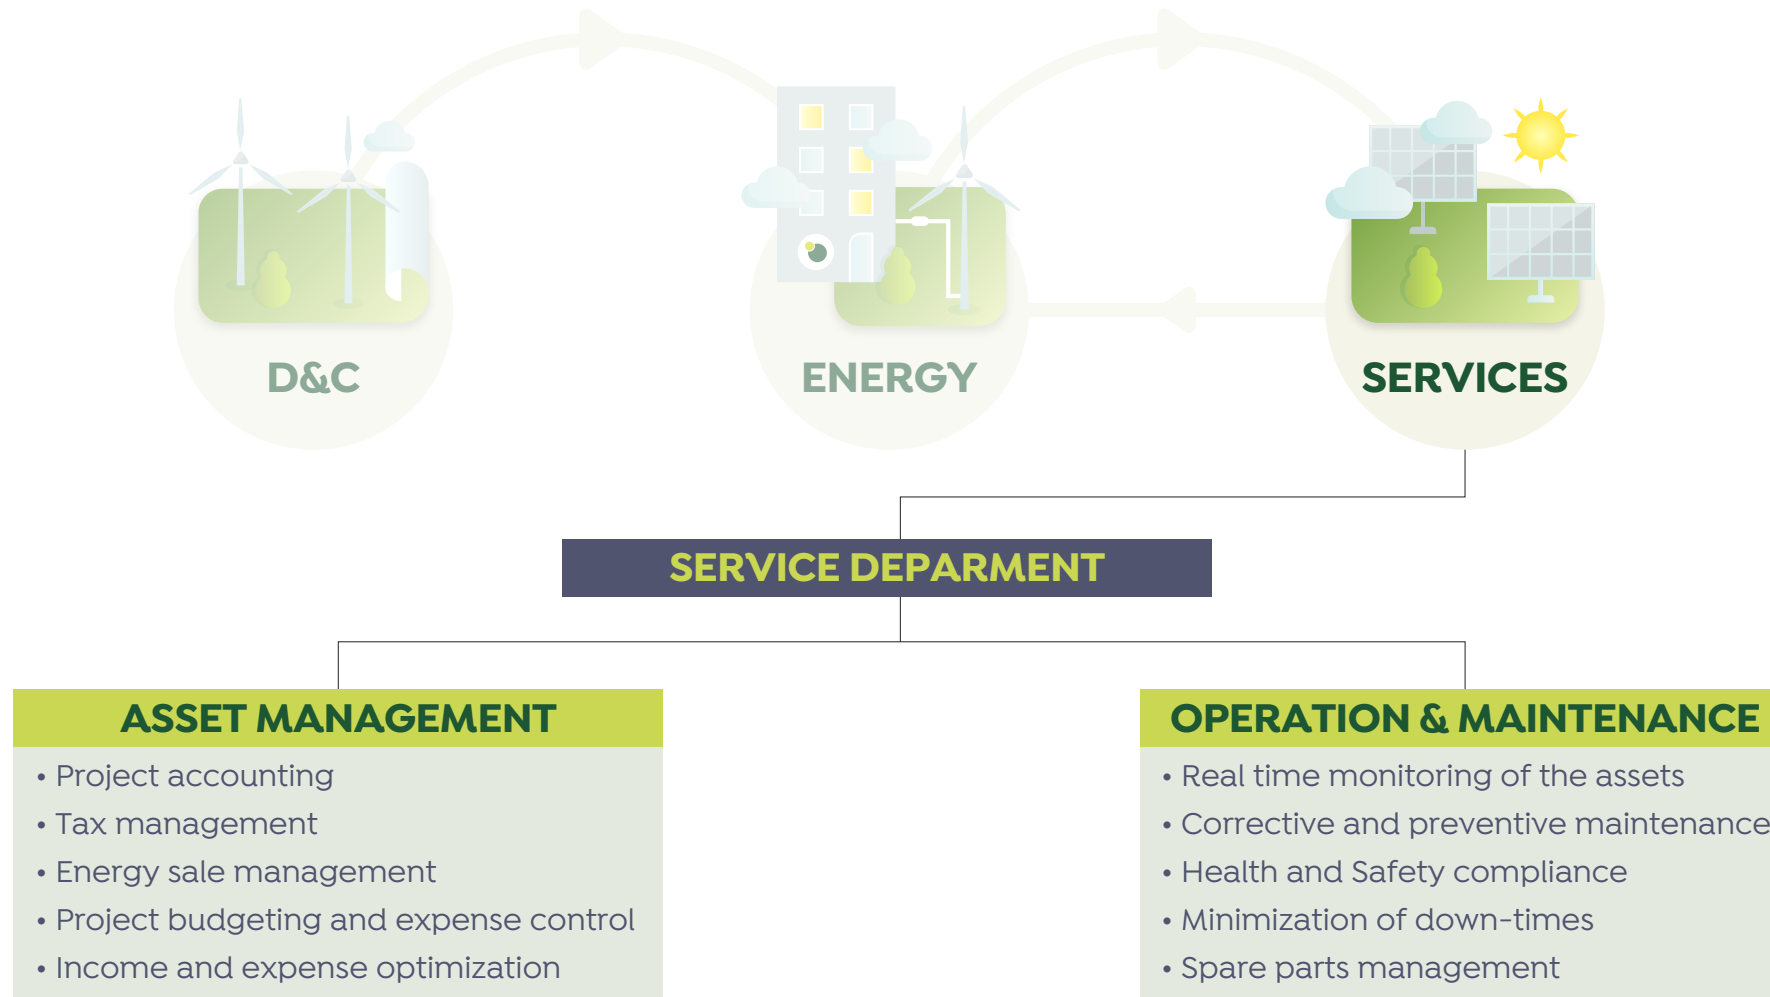 D&C
ENERGY
SERVICES
SERVICE DEPARMENT
ASSET MANAGEMENT
• Project accounting
• Tax management
• Energy sale management
• Project budgeting and expense control
• Income and expense optimization
OPERATION & MAINTENANCE
• Real time monitoring of the assets
• Corrective and preventive maintenance
• Health and Safety compliance
• Minimization of down-times
• Spare parts management